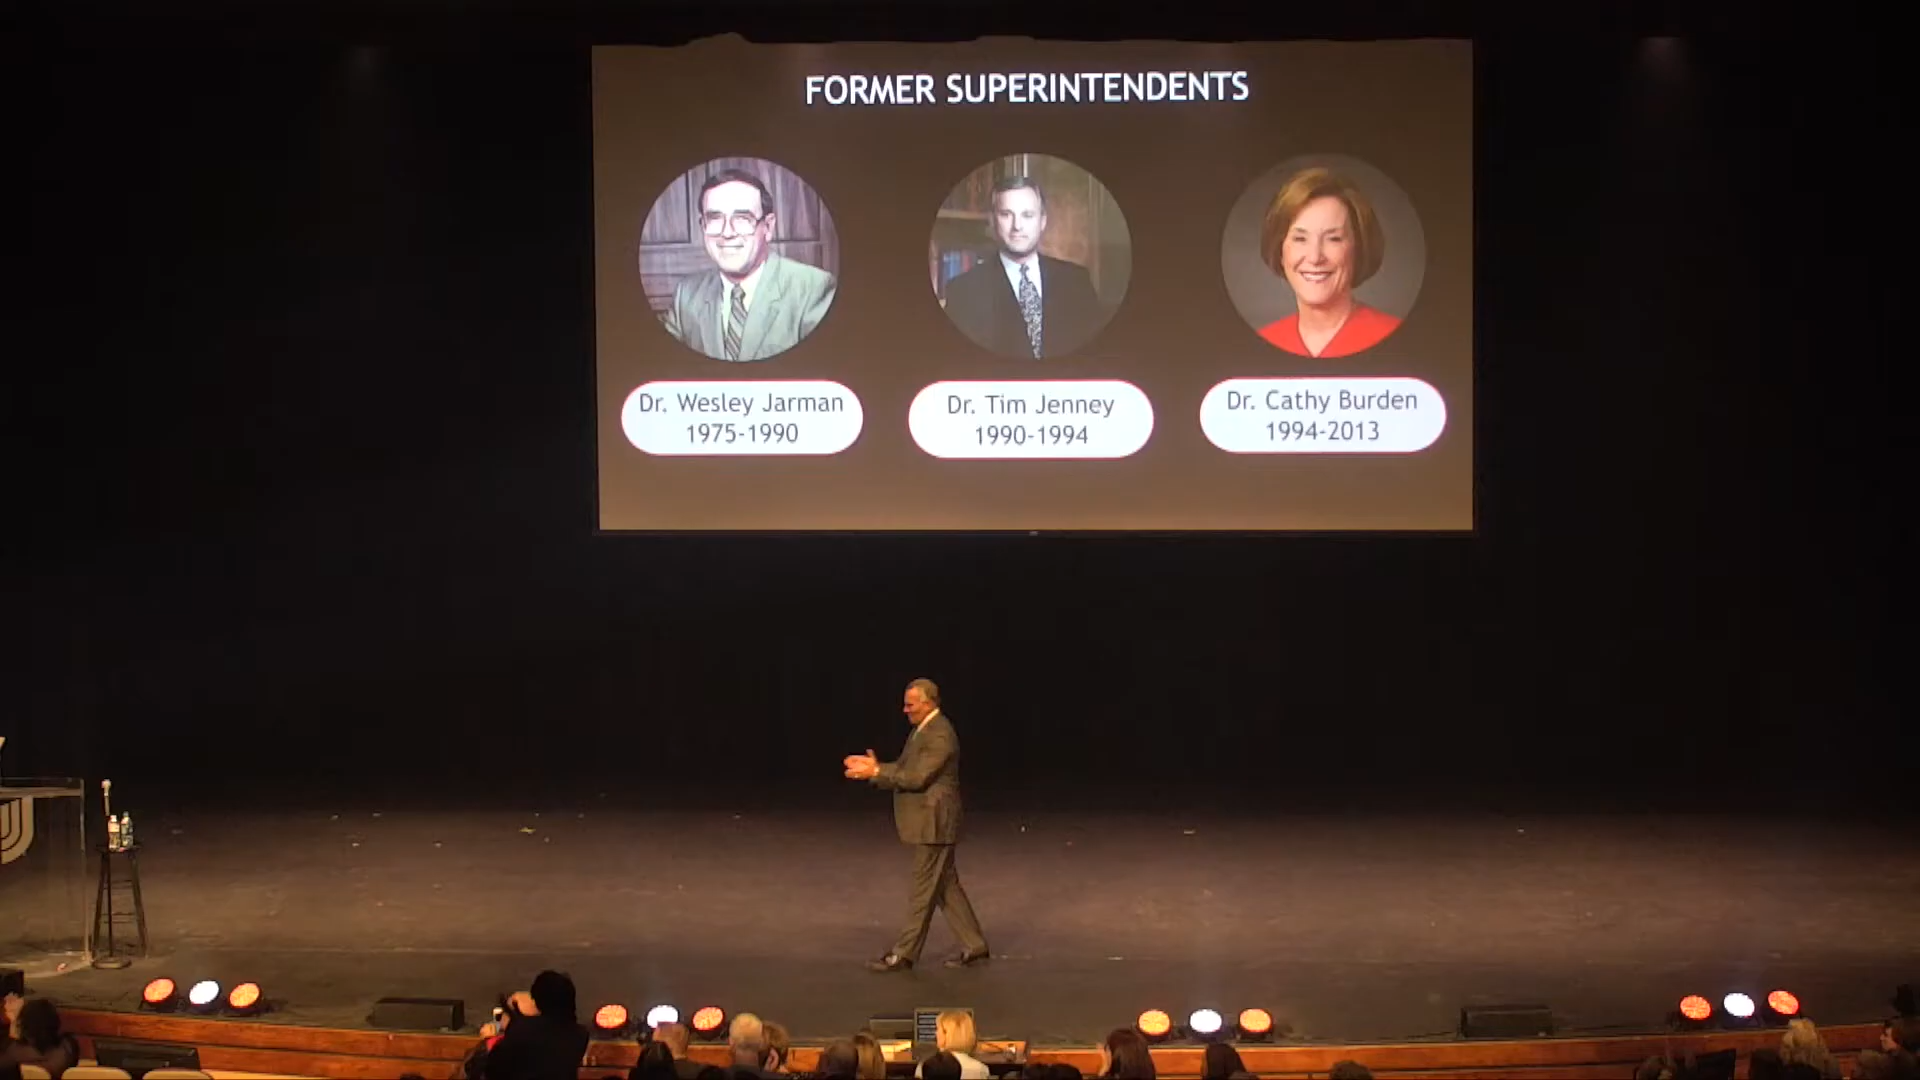 FORMER SUPERINTENDENTS
Dr. Wesley Jarman
1975-1990
Dr. Tim Jenney
1990-1994
Dr. Cathy Burden
1994-2013